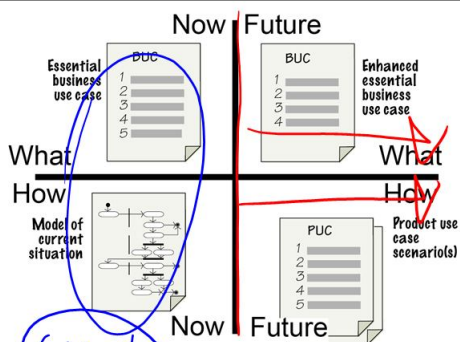 Now Future
Essential
business
use case
BUC
1
2
3
4
5
BUC
1
2
3
4
Enhanced
essential
business
use case
What What
How How
Model of
current
situation
PUC
1
2
3
4
5
Product use
case
scenario(s)
Now Future